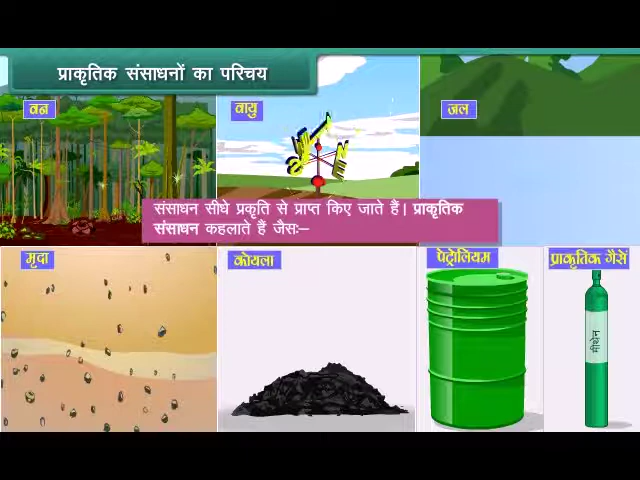 प्राकृतिक संसाधनों का परिचय
वन
वायु
जल
संसाधन सीधे प्रकृति से प्राप्त किए जाते हैं। प्राकृतिक
संसाधन कहलाते हैं जैसः–
मृदा
कोयला
पेट्रोलियम
प्राकृतिक गैसें
मीथेन